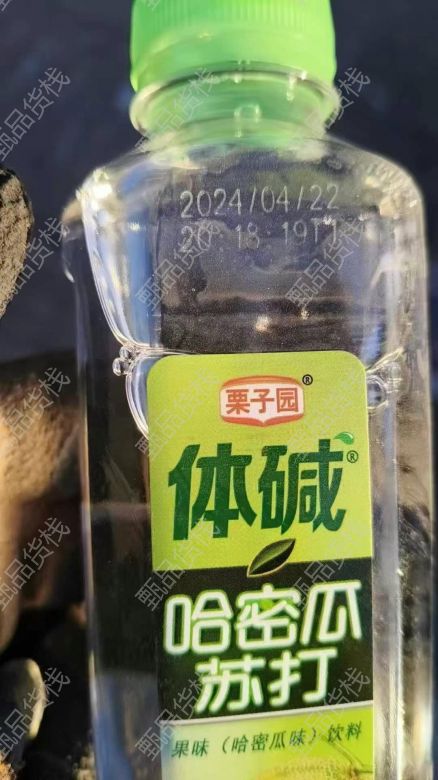 2024/04/22
20:18 19T1
栗子园®
体碱®
哈密瓜
苏打
果味（哈密瓜味）饮料
甄品货栈